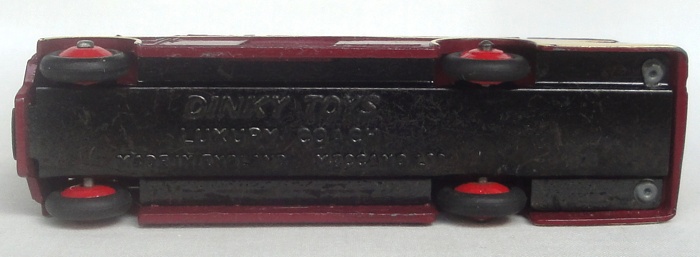 DINKY TOYS
LUXURY COACH
MADE IN ENGLAND MECCANO LTD